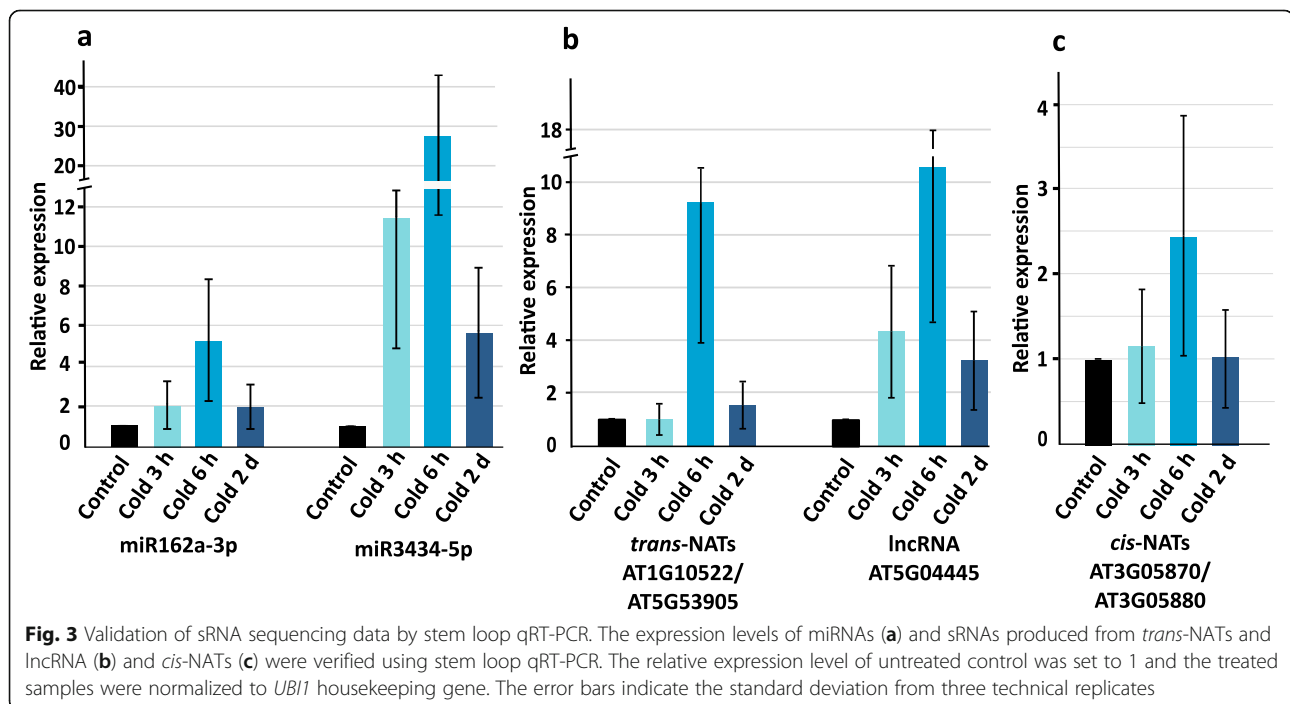 a
40
30
20
12
10
8
6
4
2
0
Relative expression
Control
Cold 3 h
Cold 6 h
Cold 2 d
miR162a-3p
Control
Cold 3 h
Cold 6 h
Cold 2 d
miR3434-5p
b
18
10
8
6
4
2
0
Relative expression
Control
Cold 3 h
Cold 6 h
Cold 2 d
trans-NATs
AT1G10522/
AT5G53905
Control
Cold 3 h
Cold 6 h
Cold 2 d
lncRNA
AT5G04445
c
4
3
2
1
0
Relative expression
Control
Cold 3 h
Cold 6 h
Cold 2 d
cis-NATs
AT3G05870/
AT3G05880
Fig. 3 Validation of sRNA sequencing data by stem loop qRT-PCR. The expression levels of miRNAs (a) and sRNAs produced from trans-NATs and
lncRNA (b) and cis-NATs (c) were verified using stem loop qRT-PCR. The relative expression level of untreated control was set to 1 and the treated
samples were normalized to UBI1 housekeeping gene. The error bars indicate the standard deviation from three technical replicates